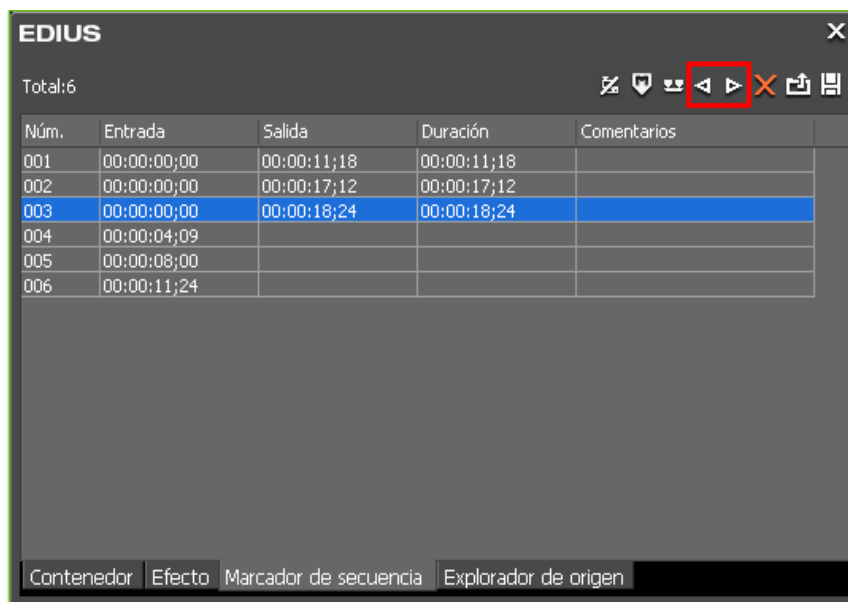 EDIUS
Total:6
Núm. Entrada Salida Duración Comentarios
001 00:00:00;00 00:00:11;18 00:00:11;18
002 00:00:00;00 00:00:17;12 00:00:17;12
003 00:00:00;00 00:00:18;24 00:00:18;24
004 00:00:04;09
005 00:00:08;00
006 00:00:11;24
Contenedor Efecto Marcador de secuencia Explorador de origen